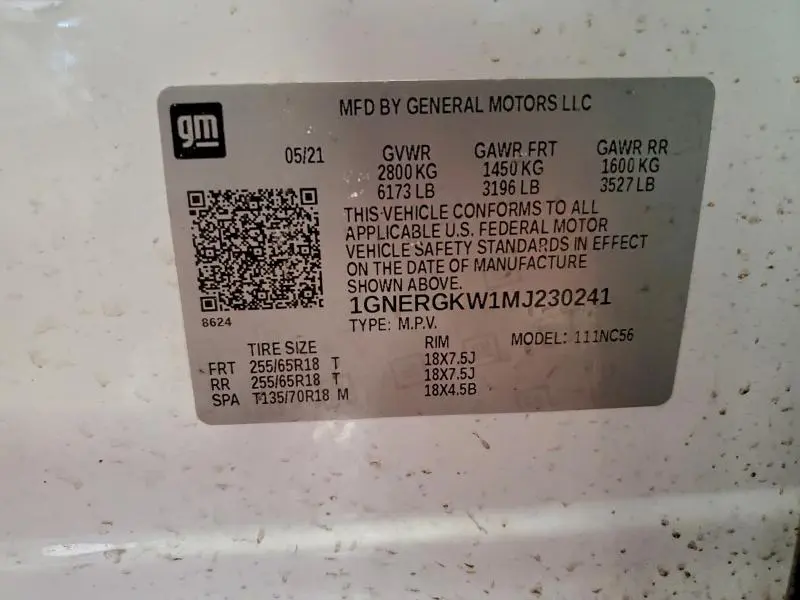 gm
MFD BY GENERAL MOTORS LLC
05/21 GVWR GAWR FRT GAWR RR
2800 KG 1450 KG 1600 KG
6173 LB 3196 LB 3527 LB
THIS VEHICLE CONFORMS TO ALL
APPLICABLE U.S. FEDERAL MOTOR
VEHICLE SAFETY STANDARDS IN EFFECT
ON THE DATE OF MANUFACTURE
SHOWN ABOVE.
1GNERGKW1MJ230241
8624
TYPE: M.P.V. MODEL: 111NC56
TIRE SIZE RIM
FRT 255/65R18 T 18X7.5J
RR 255/65R18 T 18X7.5J
SPA T135/70R18 M 18X4.5B